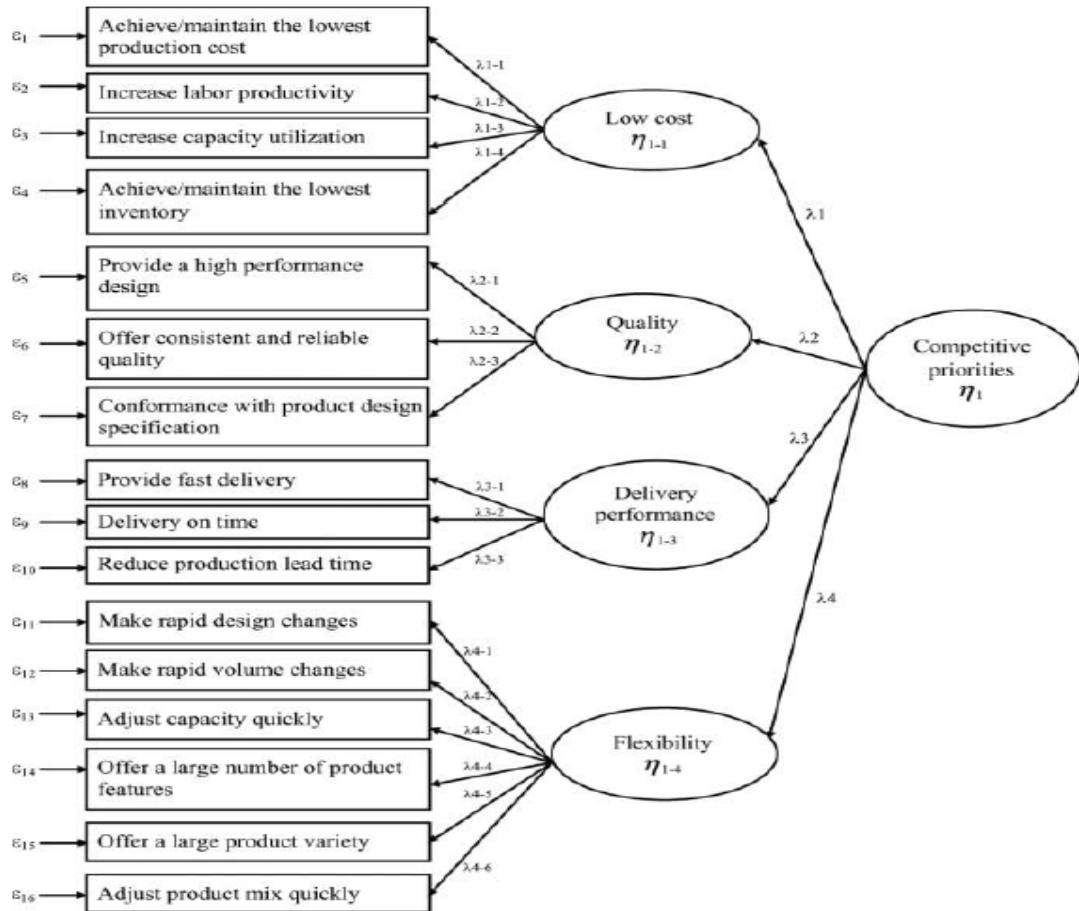 ε1
Achieve/maintain the lowest
production cost
ε2
Increase labor productivity
ε3
Increase capacity utilization
ε4
Achieve/maintain the lowest
inventory
λ1-1
λ1-2
λ1-3
λ1-4
Low cost
η1-1
λ1
ε5
Provide a high performance
design
ε6
Offer consistent and reliable
quality
ε7
Conformance with product design
specification
λ2-1
λ2-2
λ2-3
Quality
η1-2
λ2
Competitive
priorities
η1
ε8
Provide fast delivery
ε9
Delivery on time
ε10
Reduce production lead time
λ3-1
λ3-2
λ3-3
Delivery
performance
η1-3
λ3
ε11
Make rapid design changes
ε12
Make rapid volume changes
ε13
Adjust capacity quickly
ε14
Offer a large number of product
features
ε15
Offer a large product variety
ε16
Adjust product mix quickly
λ4-1
λ4-2
λ4-3
λ4-4
λ4-5
λ4-6
Flexibility
η1-4
λ4